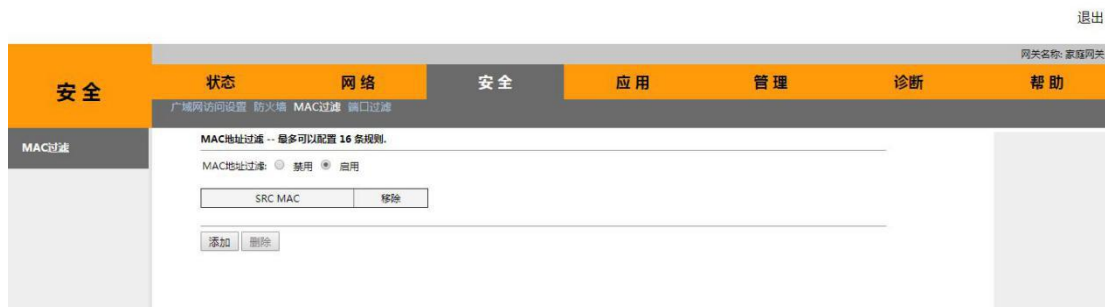 退出
网关名称: 家庭网关
安全
状态 网络 安全 应用 管理 诊断 帮助
广域网访问设置 防火墙 MAC过滤 端口过滤
MAC过滤
MAC地址过滤 -- 最多可以配置 16 条规则.
MAC地址过滤: 禁用 启用
SRC MAC 移除
添加 删除